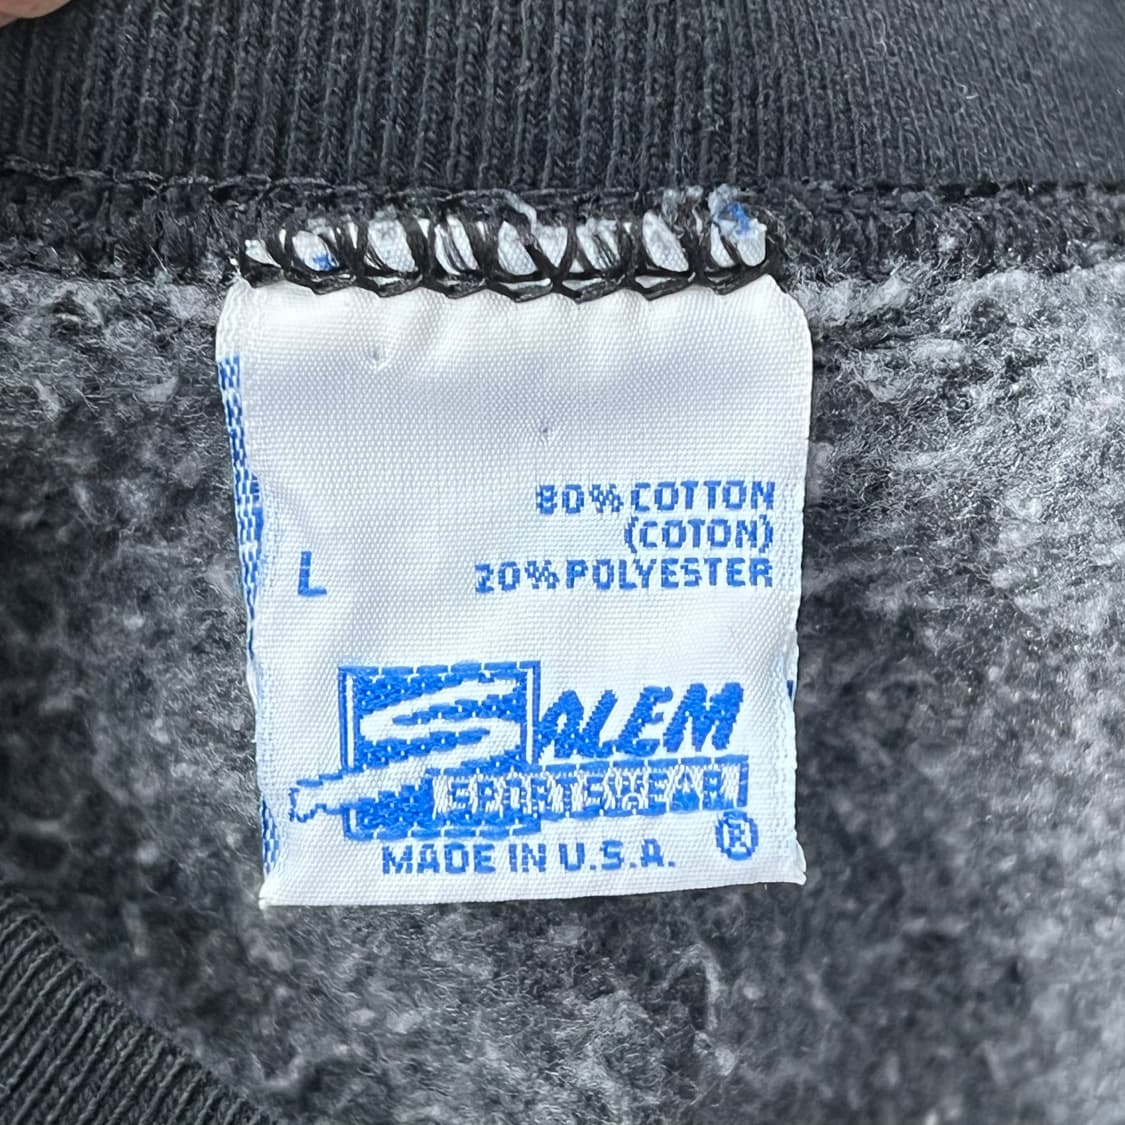 80% COTTON
(COTON)
L
20% POLYESTER
SALEM
SPORTSWEAR
®
MADE IN U.S.A.